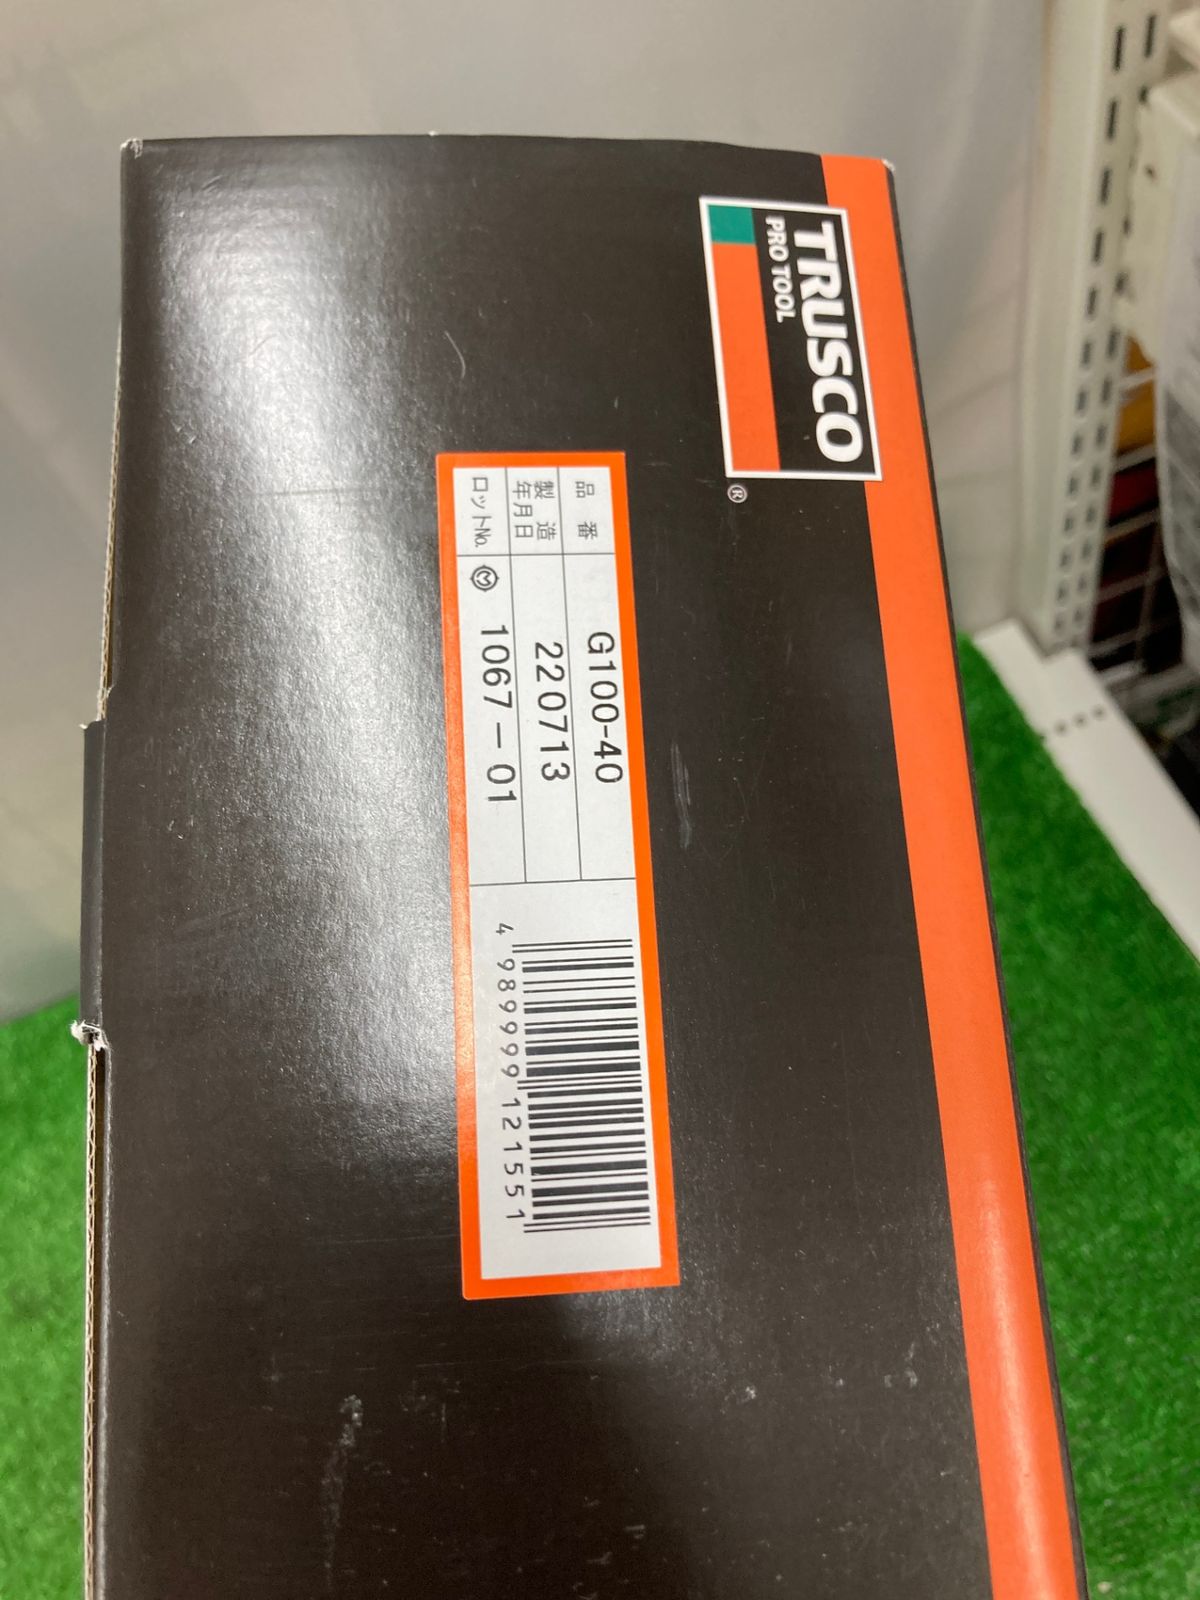 TRUSCO
PRO TOOL
®
品番 G100-40
製造年月日 220713
ロットNo. 1067-01
4 989999 121551